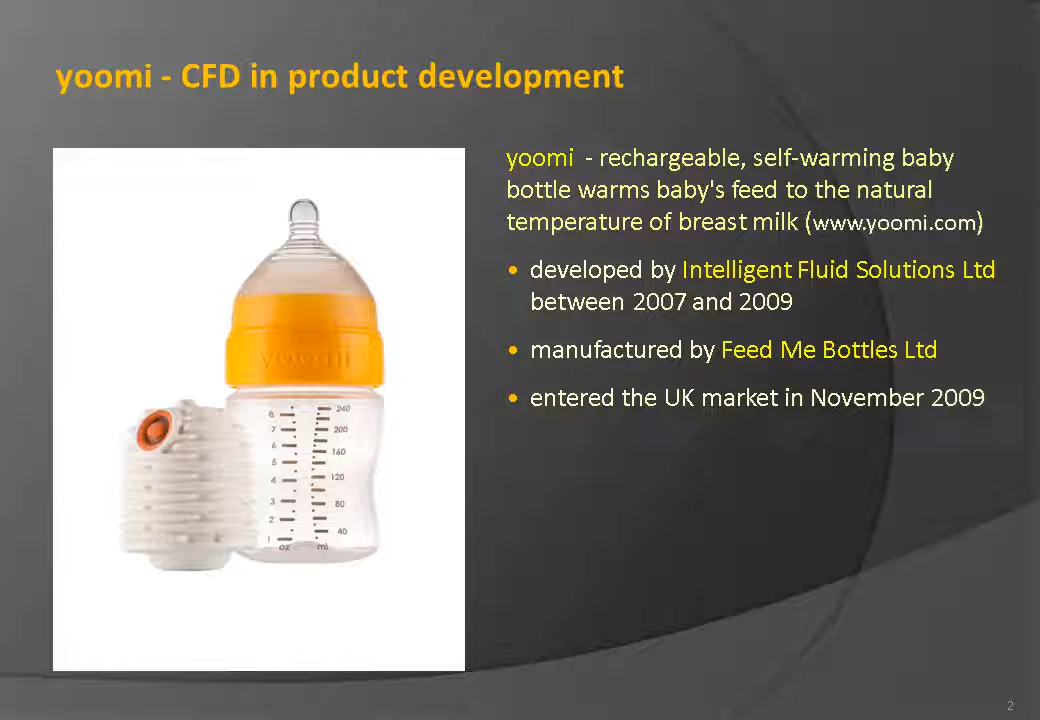 yoomi - CFD in product development
yoomi - rechargeable, self-warming baby
bottle warms baby's feed to the natural
temperature of breast milk (www.yoomi.com)
• developed by Intelligent Fluid Solutions Ltd
between 2007 and 2009
• manufactured by Feed Me Bottles Ltd
• entered the UK market in November 2009
yoomi
8 240
7 200
6 160
5
4 120
3 80
2
1 40
oz ml
2